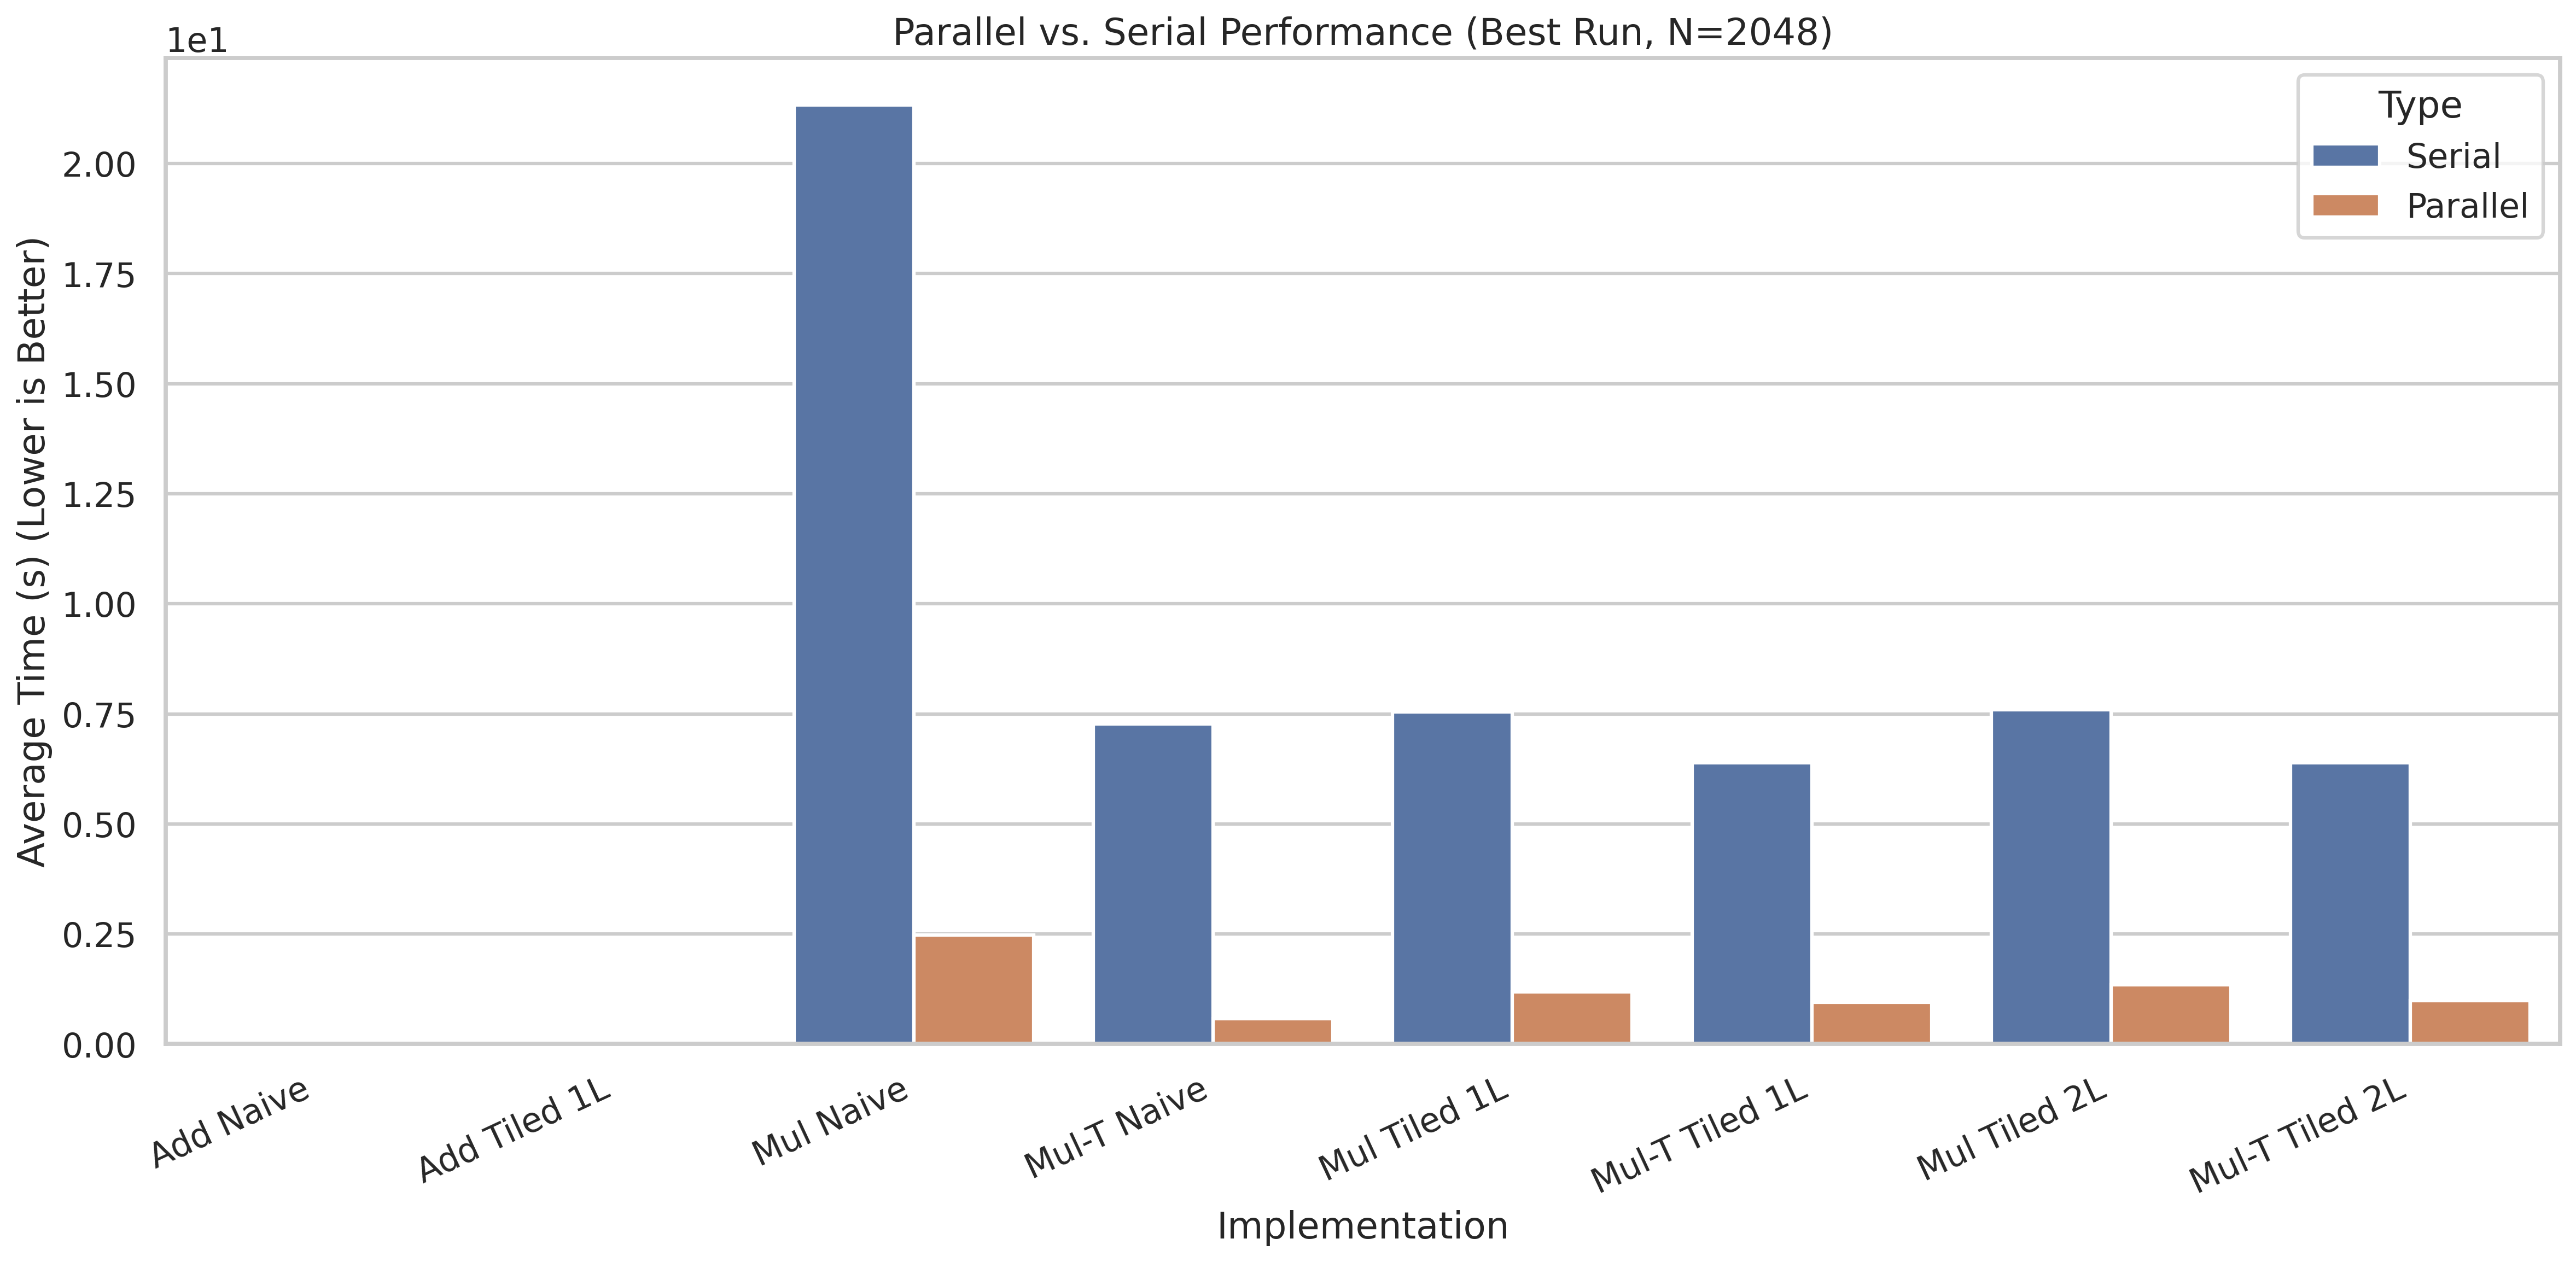 Parallel vs. Serial Performance (Best Run, N=2048)
1e1
Type
Serial
Parallel
Average Time (s) (Lower is Better)
2.00
1.75
1.50
1.25
1.00
0.75
0.50
0.25
0.00
Add Naive
Add Tiled 1L
Mul Naive
Mul-T Naive
Mul Tiled 1L
Mul-T Tiled 1L
Mul Tiled 2L
Mul-T Tiled 2L
Implementation